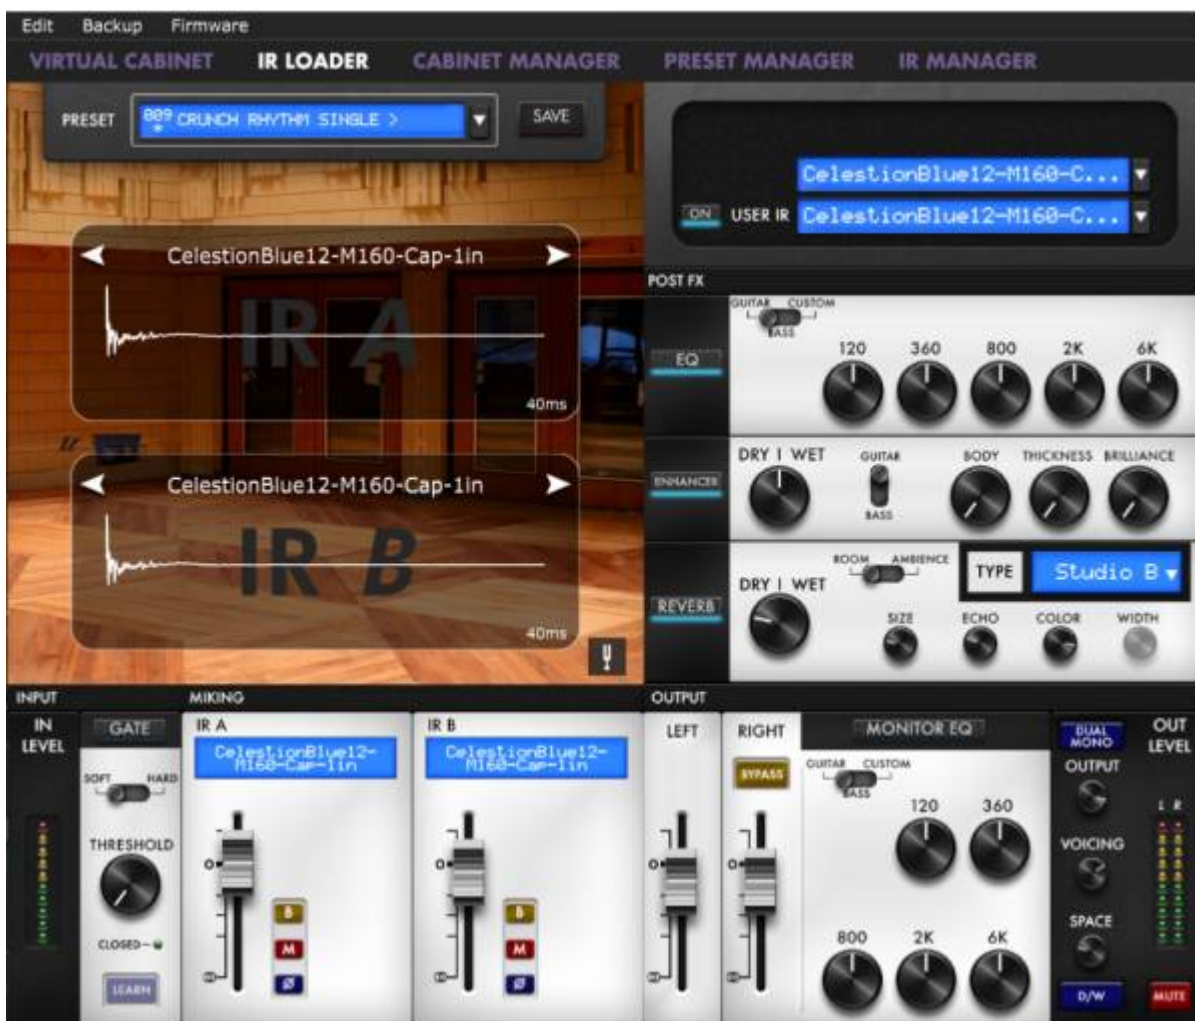 Edit Backup Firmware
VIRTUAL CABINET IR LOADER CABINET MANAGER PRESET MANAGER IR MANAGER
PRESET 009 CRUNCH RHYTHM SINGLE > SAVE
CelestionBlue12-M160-C...
ON USER IR CelestionBlue12-M160-C...
CelestionBlue12-M160-Cap-1in
IR A
40ms
CelestionBlue12-M160-Cap-1in
IR B
40ms
POST FX
GUITAR CUSTOM
BASS
EQ
120 360 800 2K 6K
DRY | WET GUITAR BODY THICKNESS BRILLIANCE
ENHANCER
BASS
ROOM AMBIENCE TYPE Studio B
DRY | WET
REVERB
SIZE ECHO COLOR WIDTH
INPUT MIKING OUTPUT
IN LEVEL
GATE
SOFT HARD
THRESHOLD
CLOSED
LEARN
IR A
CelestionBlue12-
M160-Cap-1in
0
B
M
Ø
∞
IR B
CelestionBlue12-
M160-Cap-1in
0
B
M
Ø
∞
LEFT RIGHT
BYPASS
0 0
∞ ∞
MONITOR EQ
GUITAR CUSTOM
BASS
120 360
800 2K 6K
DUAL MONO
OUTPUT
VOICING
SPACE
D/W
OUT LEVEL
L R
MUTE